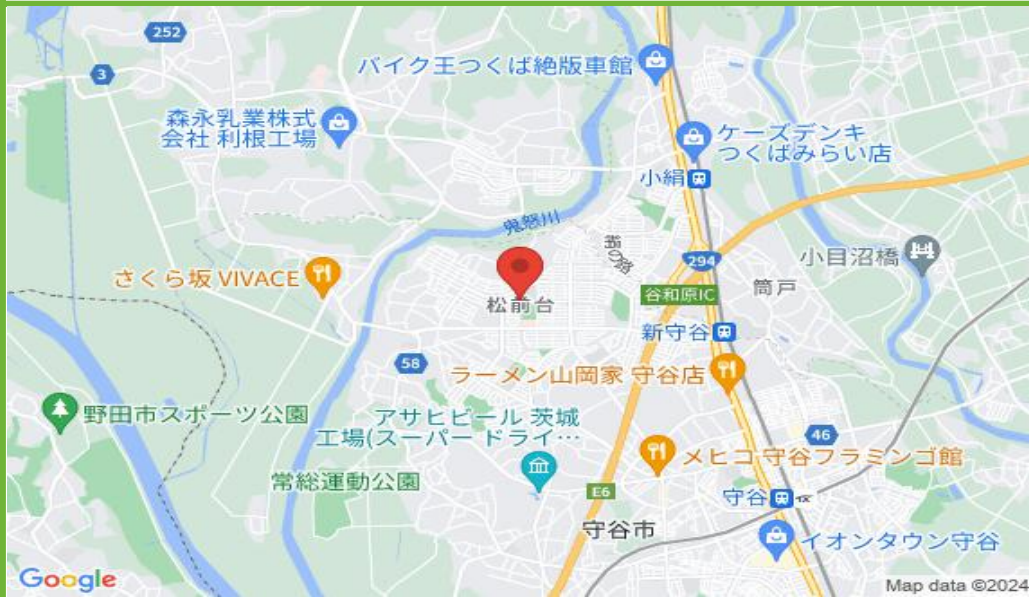 252
3
バイク王つくば絶版車館
森永乳業株式
会社 利根工場
ケーズデンキ
つくばみらい店
小絹
鬼怒川
294
小目沼橋
さくら坂 VIVACE
松前台
谷和原IC
筒戸
新守谷
58
ラーメン山岡家 守谷店
野田市スポーツ公園
アサヒビール 茨城
工場(スーパー ドライ…
46
メヒコ 守谷フラミンゴ館
常総運動公園
E6
守谷
守谷市
イオンタウン守谷
Google
Map data ©2024